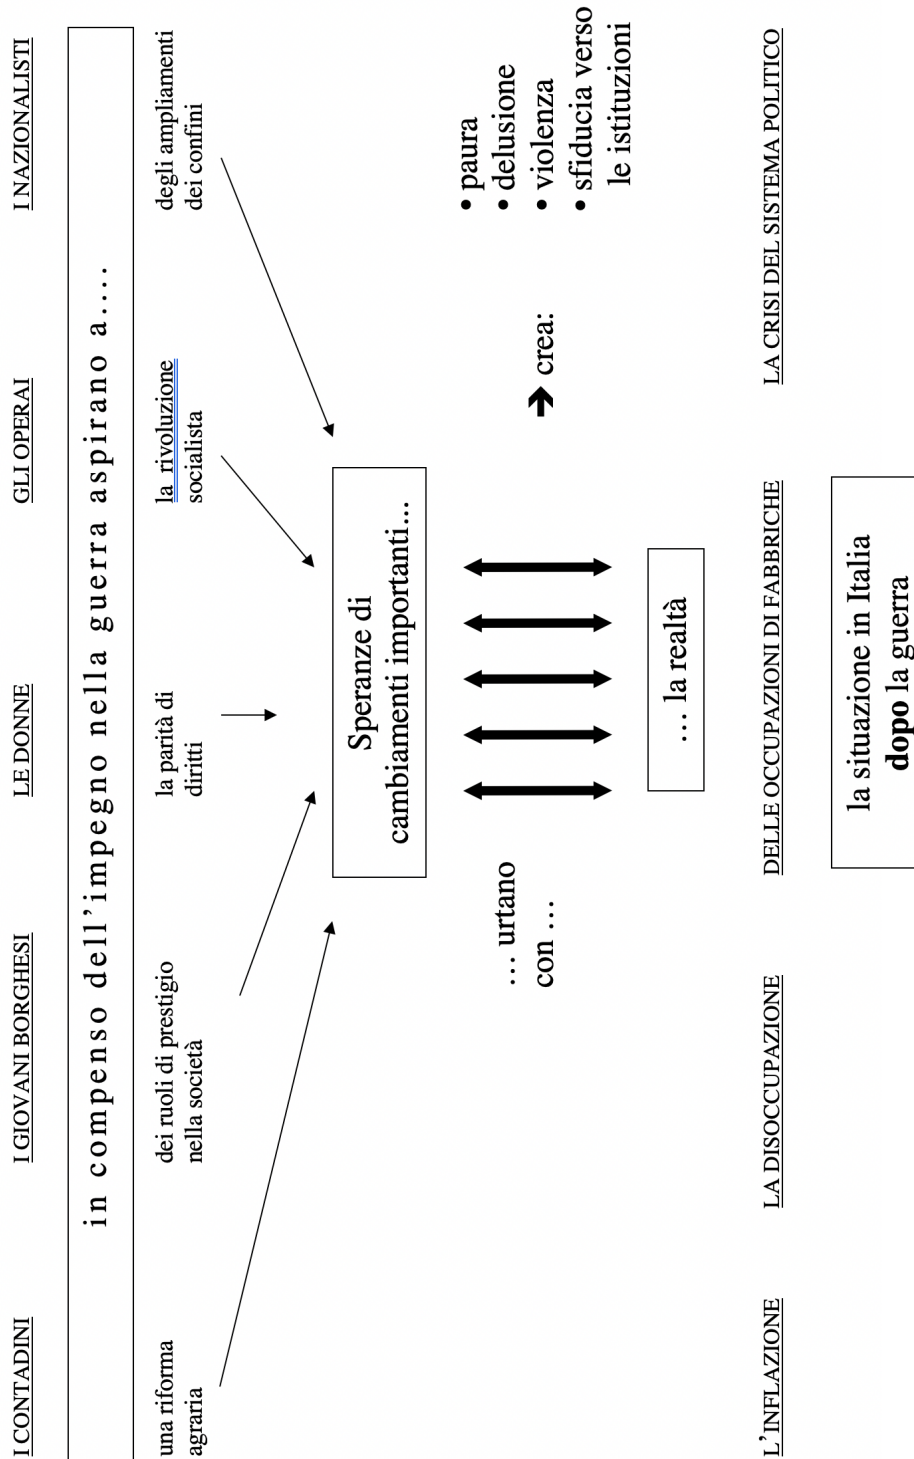 I CONTADINI
I GIOVANI BORGHESI
LE DONNE
GLI OPERAI
I NAZIONALISTI
in compenso dell'impegno nella guerra aspirano a….
una riforma
agraria
dei ruoli di prestigio
nella società
la parità di
diritti
la rivoluzione
socialista
degli ampliamenti
dei confini
Speranze di
cambiamenti importanti...
… urtano
con …
➔ crea:
• paura
• delusione
• violenza
• sfiducia verso
le istituzioni
… la realtà
L'INFLAZIONE
LA DISOCCUPAZIONE
DELLE OCCUPAZIONI DI FABBRICHE
LA CRISI DEL SISTEMA POLITICO
la situazione in Italia
dopo la guerra